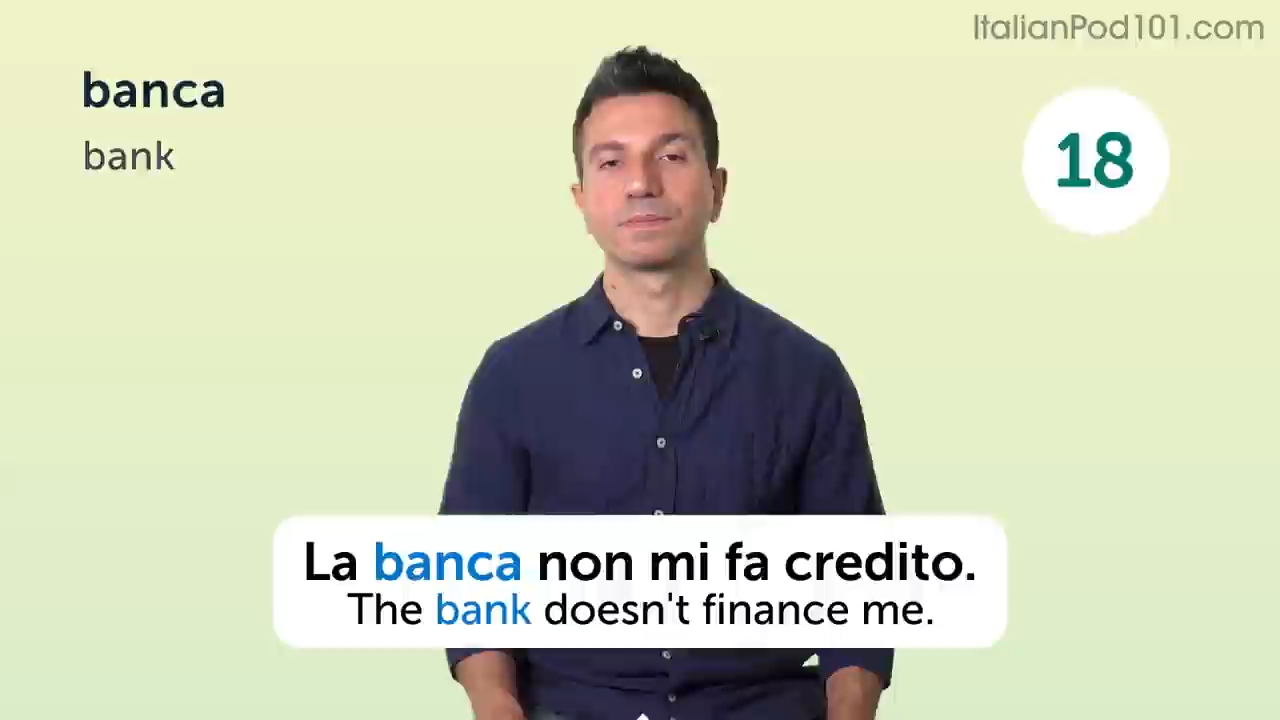 ItalianPod101.com
banca
bank
18
La banca non mi fa credito.
The bank doesn't finance me.